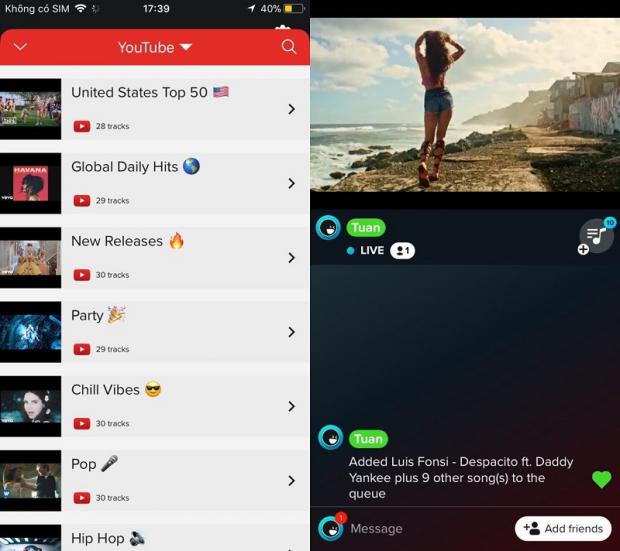 Không có SIM 17:39 40%
YouTube
United States Top 50
28 tracks
HAVANA
vevo
Global Daily Hits
29 tracks
New Releases
30 tracks
vevo
Party
29 tracks
Chill Vibes
30 tracks
vevo
Pop
30 tracks
Hip Hop
Tuan
LIVE 1
10
Tuan
Added Luis Fonsi - Despacito ft. Daddy
Yankee plus 9 other song(s) to the
queue
1
Message
Add friends